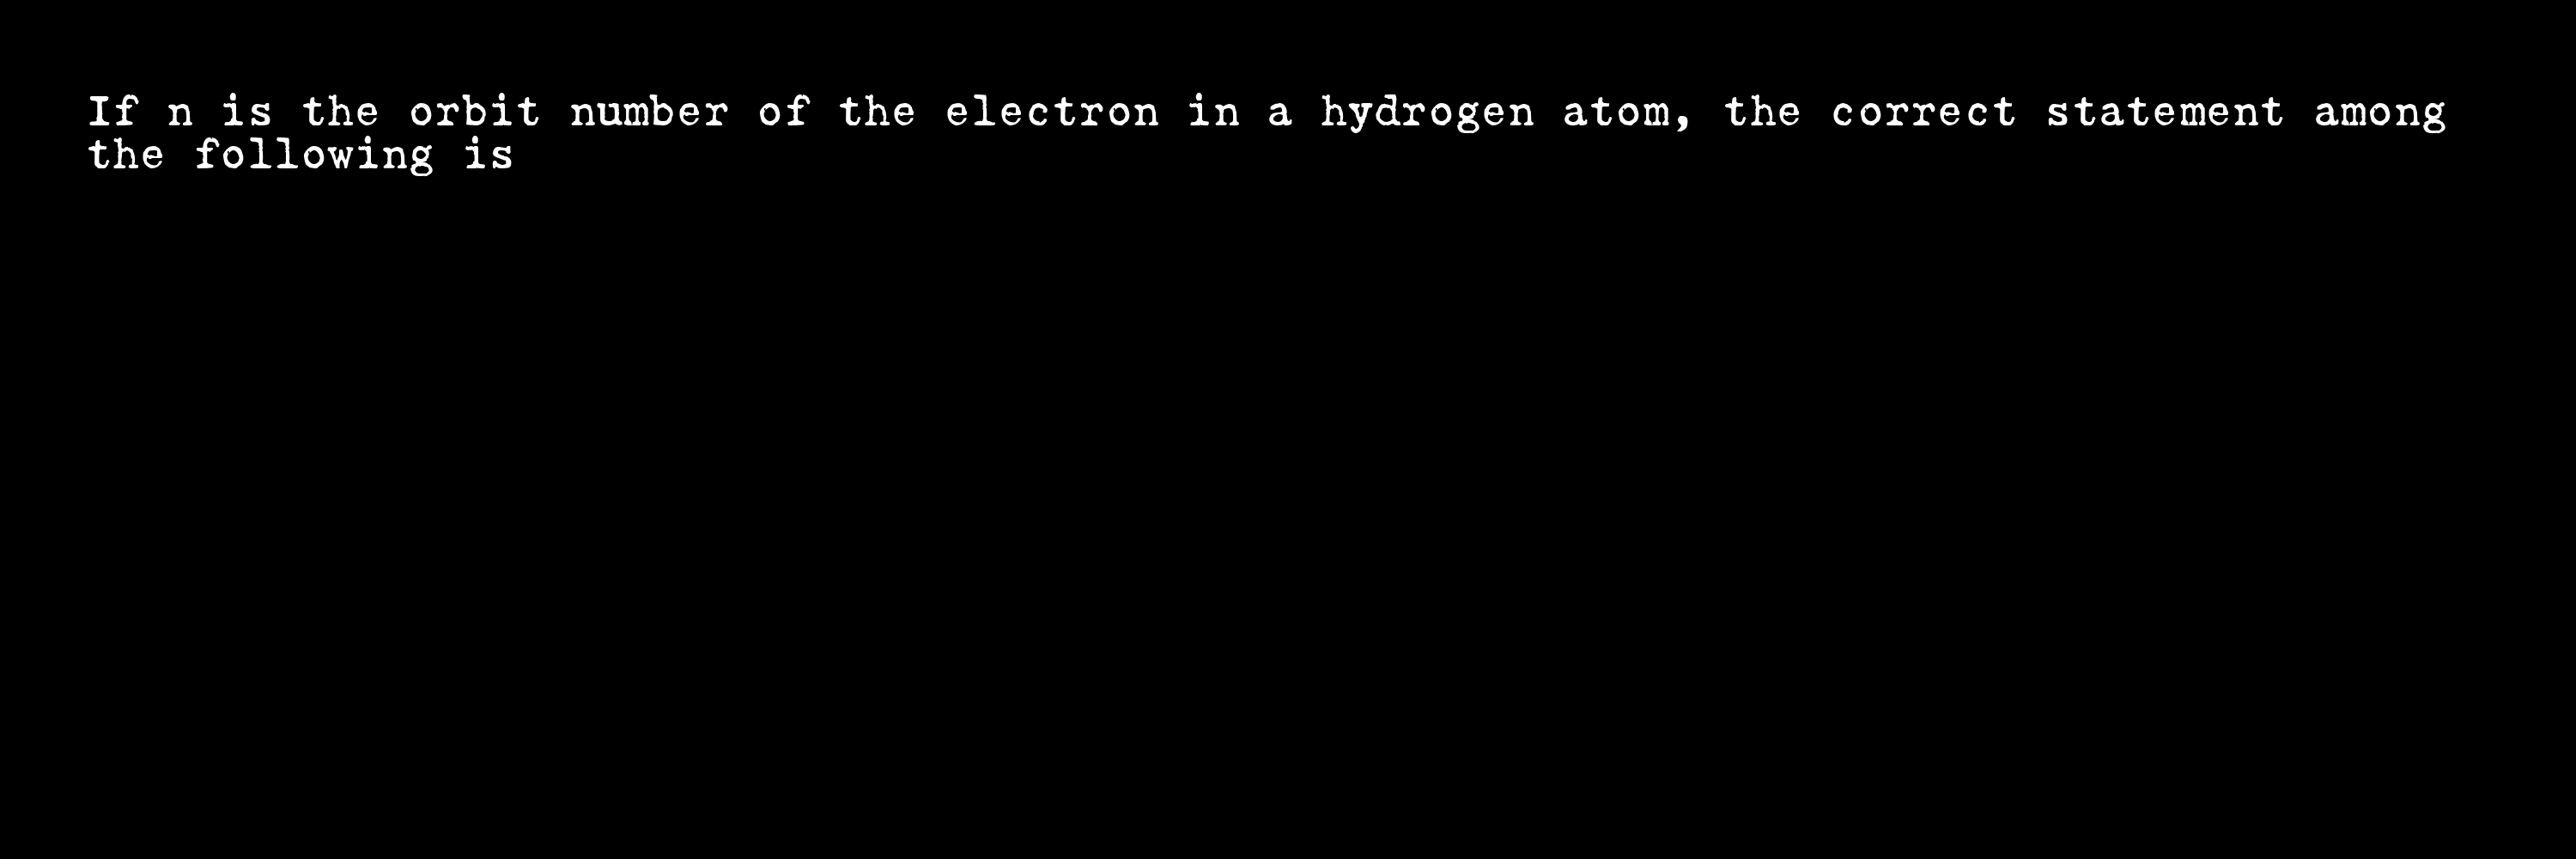 If n is the orbit number of the electron in a hydrogen atom, the correct statement among
the following is